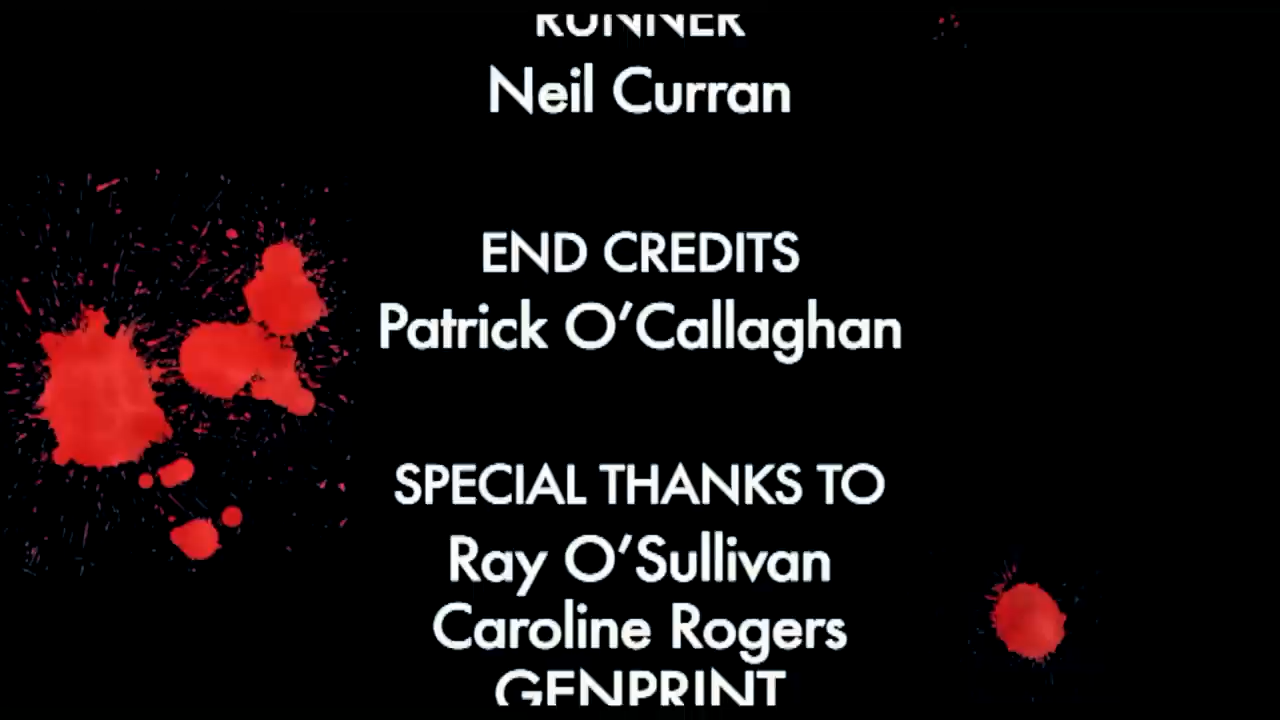 RUNNER
Neil Curran
END CREDITS
Patrick O’Callaghan
SPECIAL THANKS TO
Ray O’Sullivan
Caroline Rogers
GENPRINT